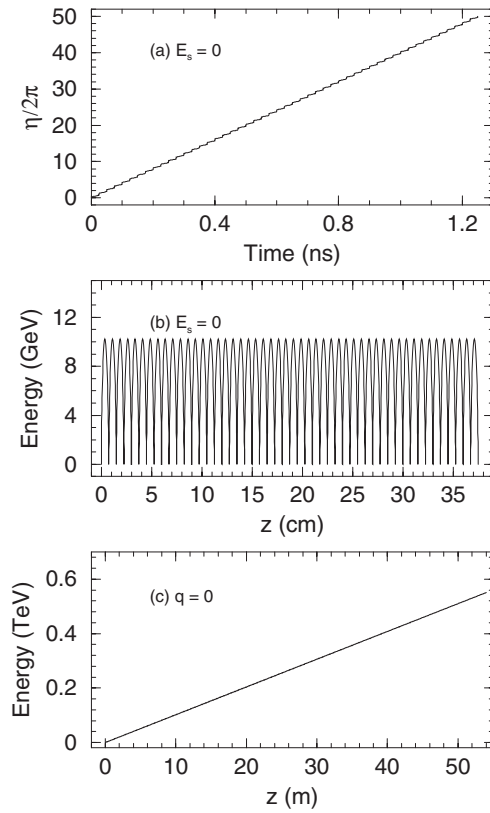 50
40
30
20
10
0
η/2π
(a) Eₛ = 0
0 0.4 0.8 1.2
Time (ns)
12
8
4
0
Energy (GeV)
(b) Eₛ = 0
0 5 10 15 20 25 30 35
z (cm)
0.6
0.4
0.2
0
Energy (TeV)
(c) q = 0
0 10 20 30 40 50
z (m)